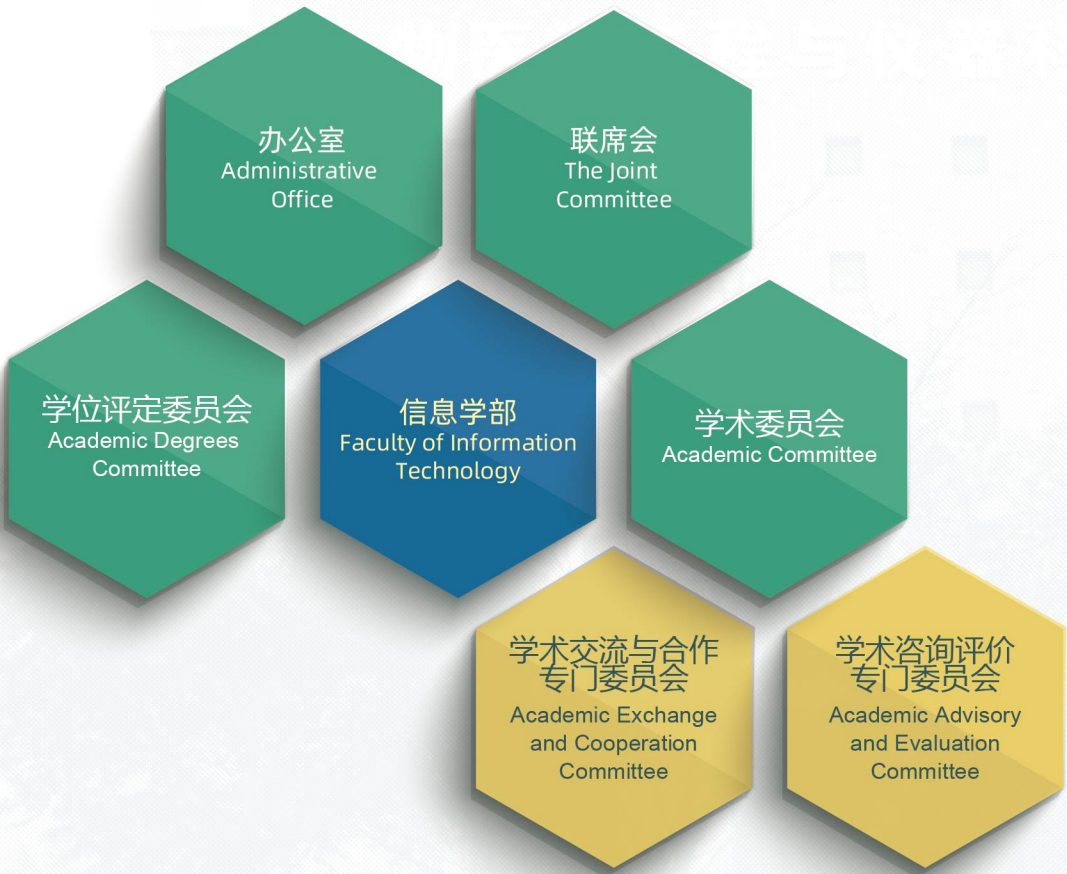 办公室
Administrative
Office
联席会
The Joint
Committee
学位评定委员会
Academic Degrees
Committee
信息学部
Faculty of Information
Technology
学术委员会
Academic Committee
学术交流与合作
专门委员会
Academic Exchange
and Cooperation
Committee
学术咨询评价
专门委员会
Academic Advisory
and Evaluation
Committee